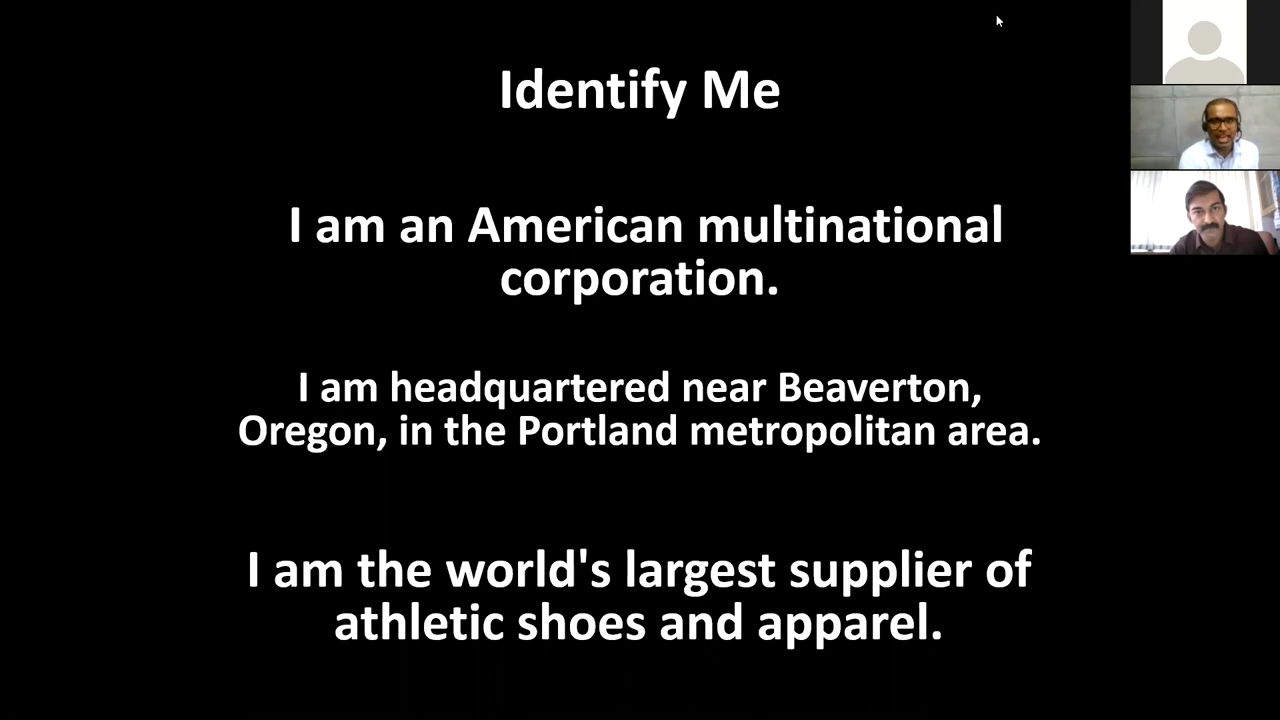 Identify Me
I am an American multinational
corporation.
I am headquartered near Beaverton,
Oregon, in the Portland metropolitan area.
I am the world's largest supplier of
athletic shoes and apparel.